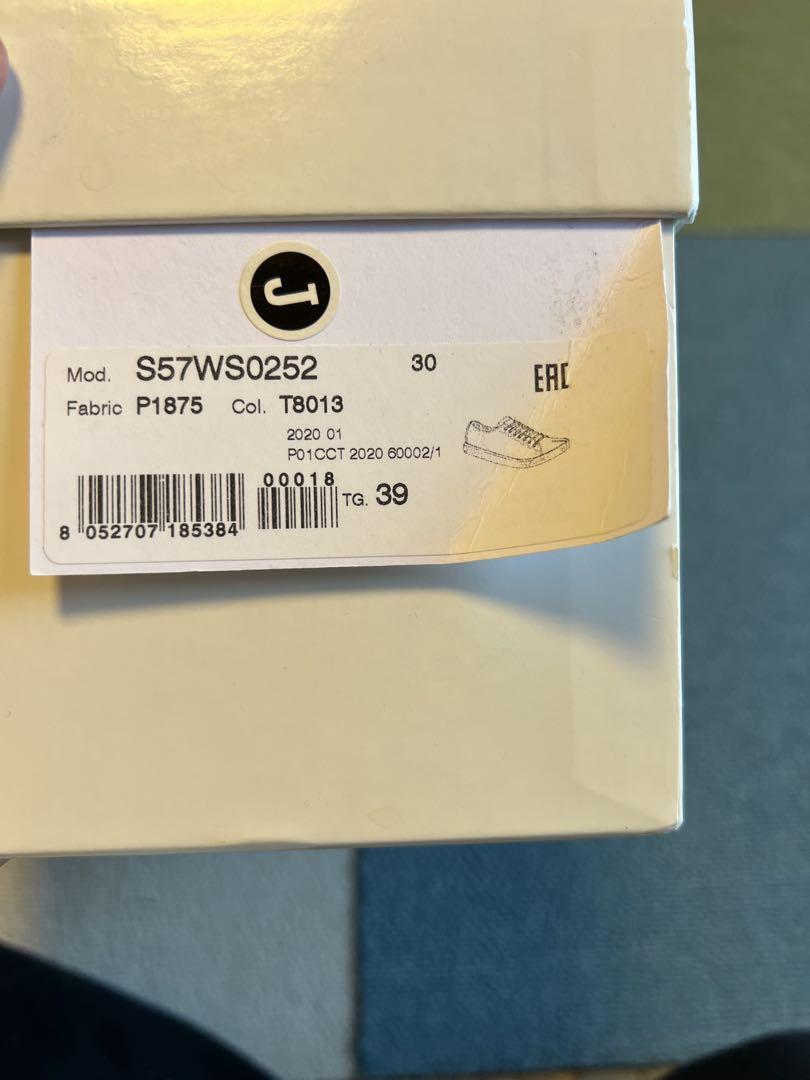 J
Mod. S57WS0252 30
EAC
Fabric P1875 Col. T8013
2020 01
P01CCT 2020 60002/1
00018
TG. 39
8 052707 185384